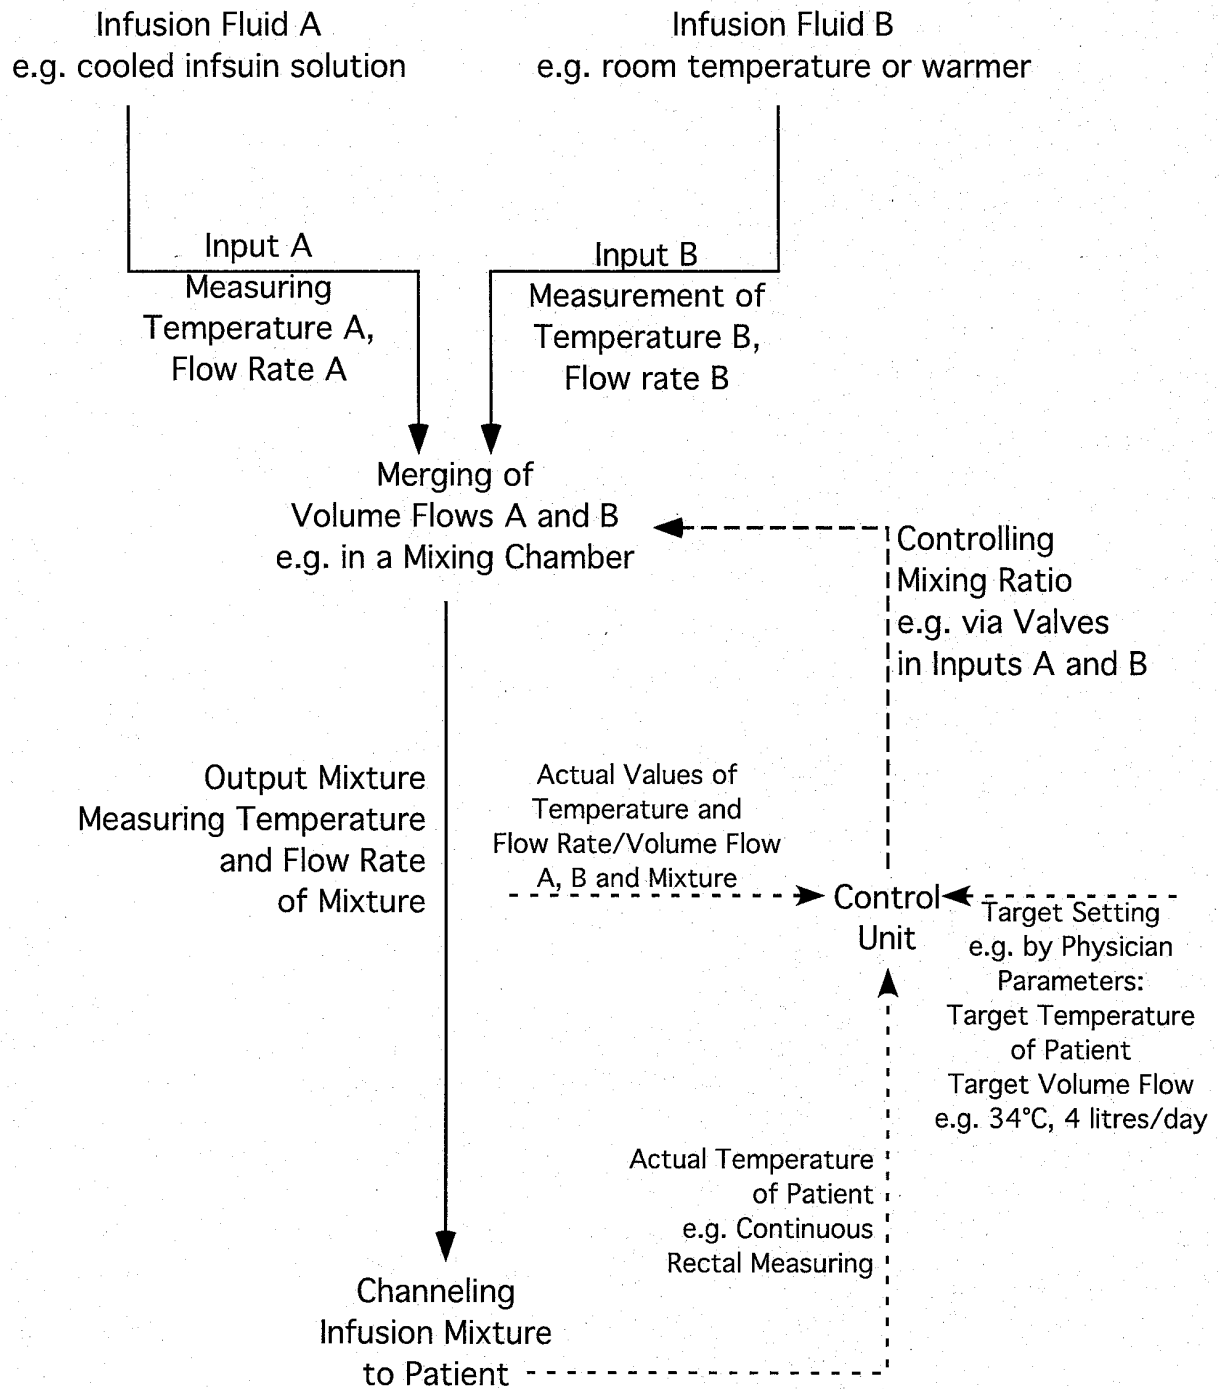 Infusion Fluid A
e.g. cooled infsuin solution
Infusion Fluid B
e.g. room temperature or warmer
Input A
Measuring
Temperature A,
Flow Rate A
Input B
Measurement of
Temperature B,
Flow rate B
Merging of
Volume Flows A and B
e.g. in a Mixing Chamber
Controlling
Mixing Ratio
e.g. via Valves
in Inputs A and B
Output Mixture
Measuring Temperature
and Flow Rate
of Mixture
Actual Values of
Temperature and
Flow Rate/Volume Flow
A, B and Mixture
Control
Unit
Target Setting
e.g. by Physician
Parameters:
Target Temperature
of Patient
Target Volume Flow
e.g. 34°C, 4 litres/day
Actual Temperature
of Patient
e.g. Continuous
Rectal Measuring
Channeling
Infusion Mixture
to Patient